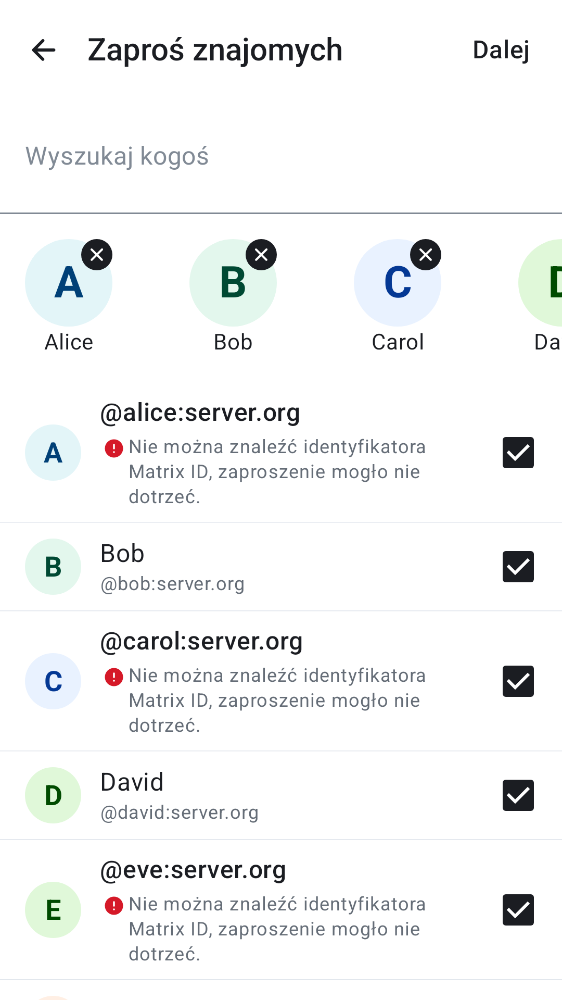 Zaproś znajomych
Dalej
Wyszukaj kogoś
A
B
C
D
Alice
Bob
Carol
Da
@alice:server.org
A
Nie można znaleźć identyfikatora
Matrix ID, zaproszenie mogło nie
dotrzeć.
Bob
B
@bob:server.org
@carol:server.org
C
Nie można znaleźć identyfikatora
Matrix ID, zaproszenie mogło nie
dotrzeć.
David
D
@david:server.org
@eve:server.org
E
Nie można znaleźć identyfikatora
Matrix ID, zaproszenie mogło nie
dotrzeć.